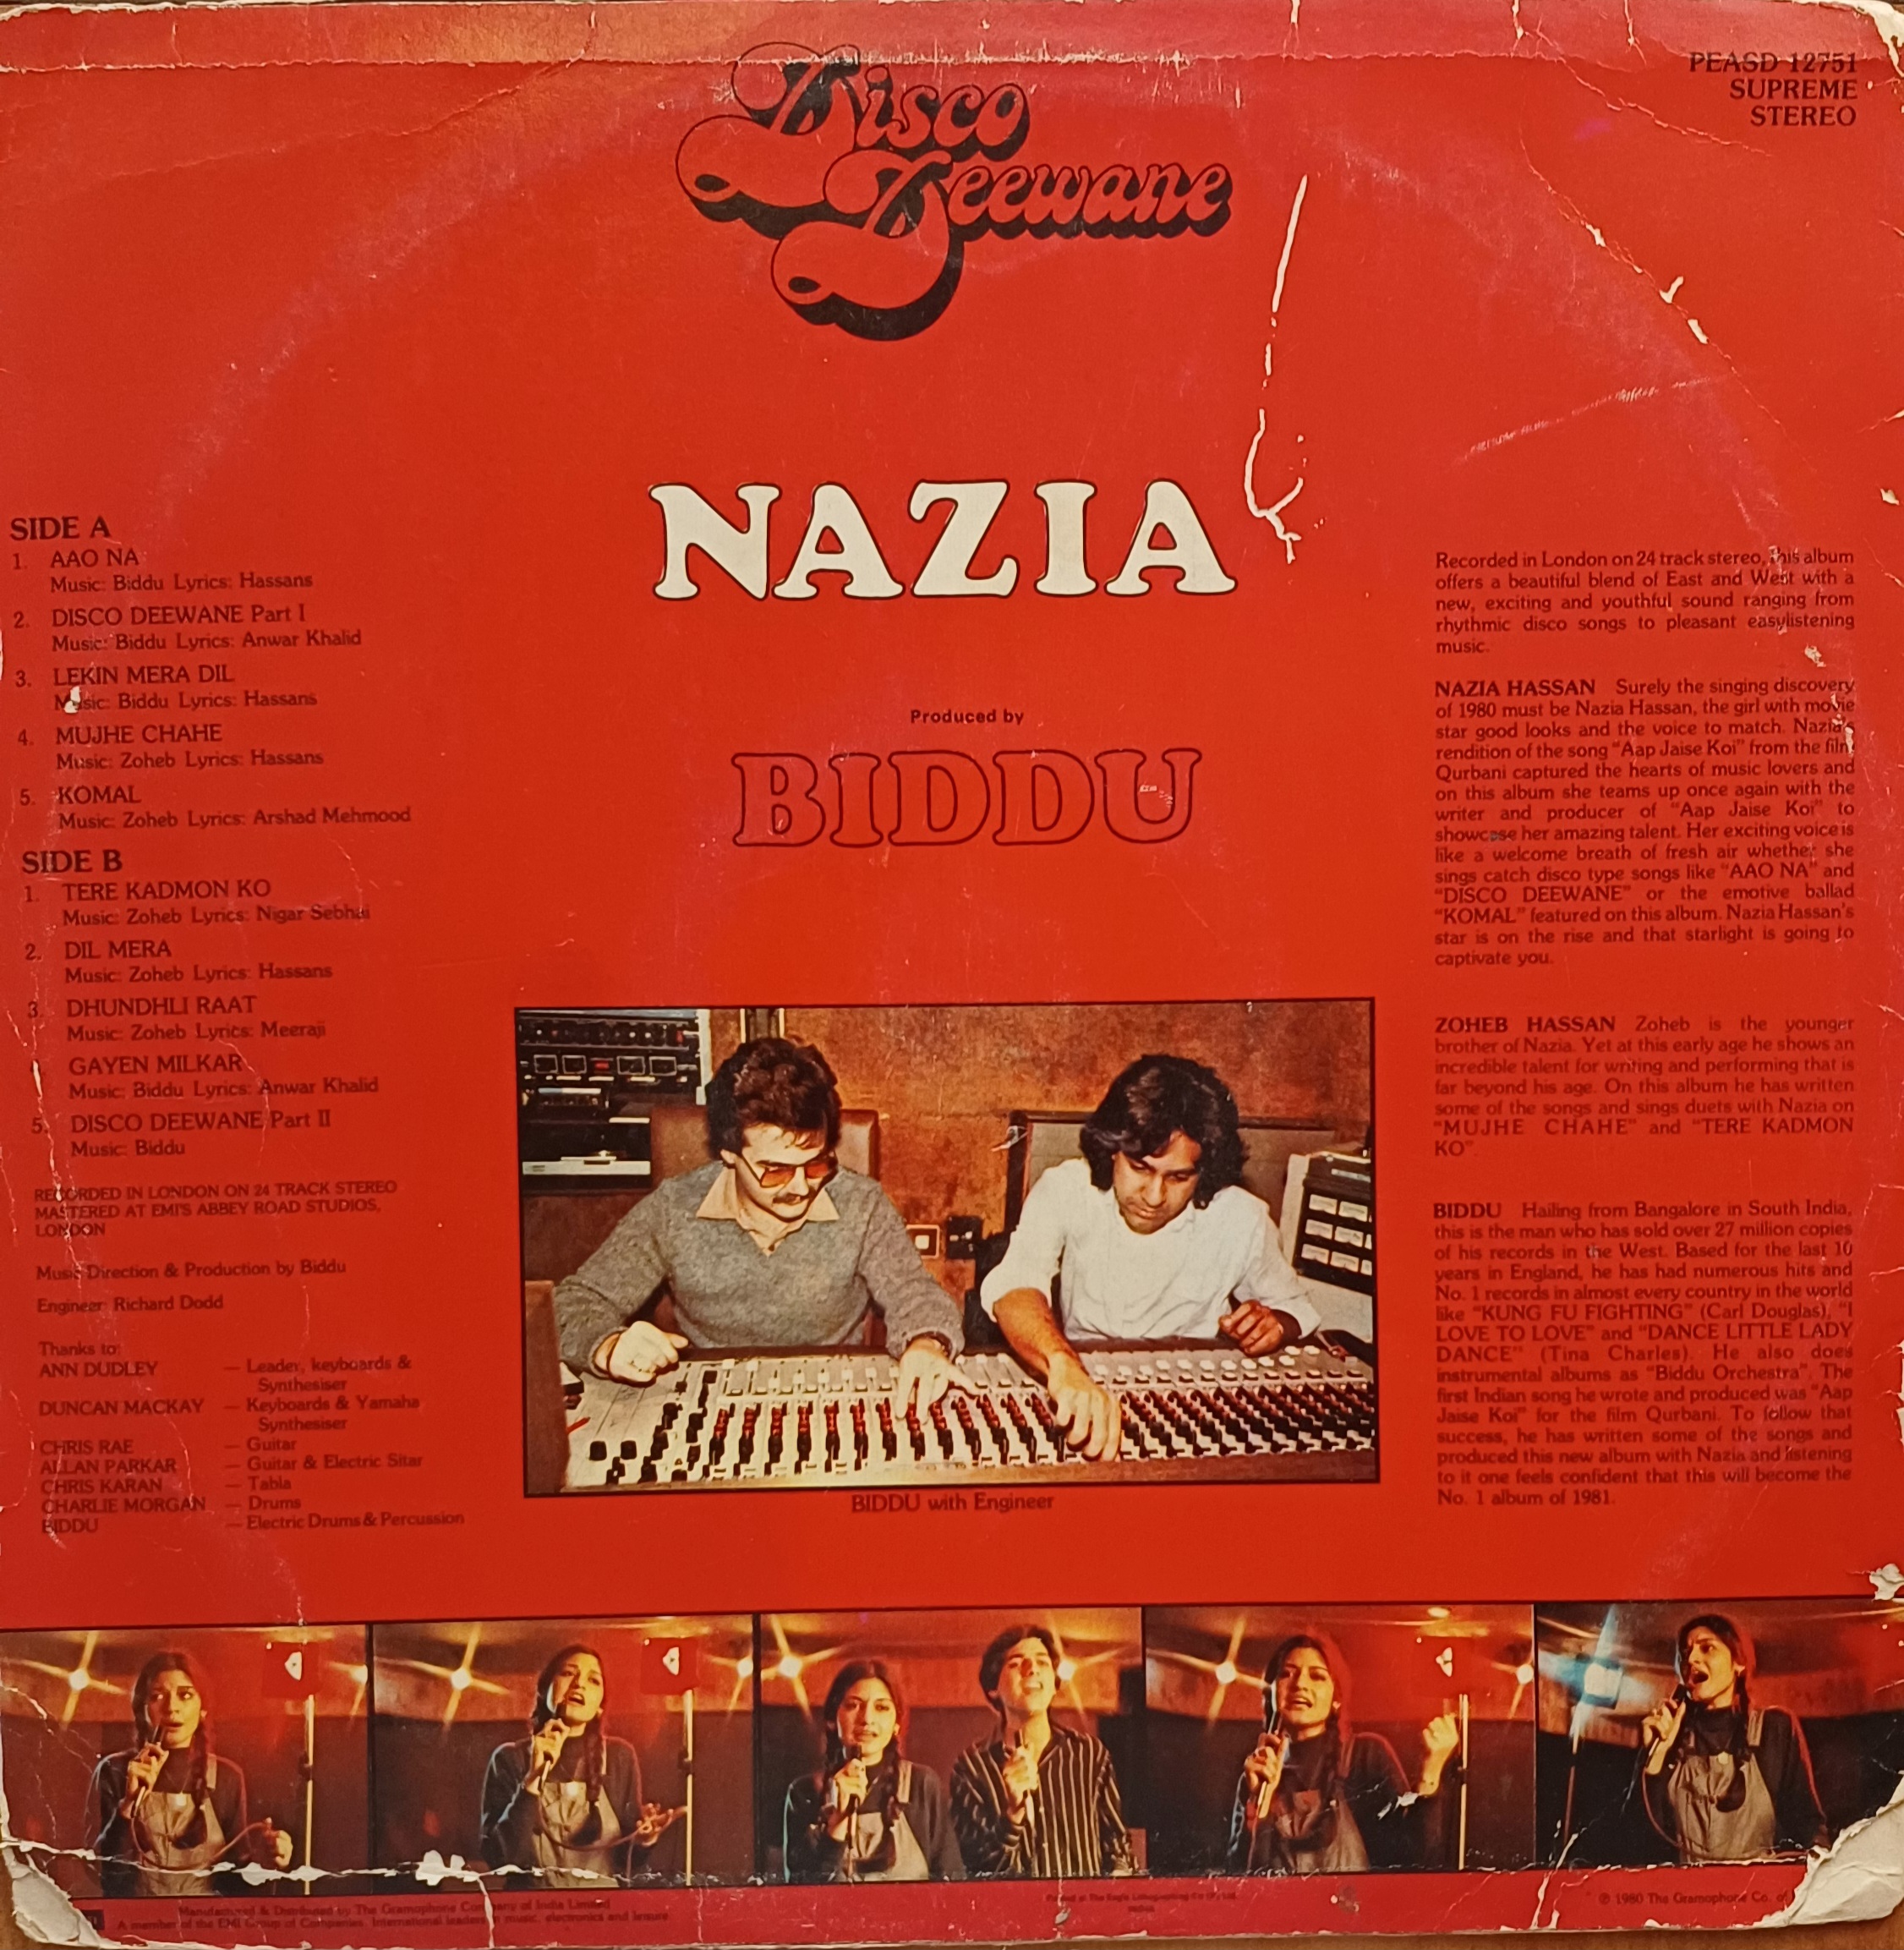 Disco
Deewane
PEASD 12751
SUPREME
STEREO
NAZIA
Produced by
BIDDU
SIDE A
1. AAO NA
Music: Biddu Lyrics: Hassans
2. DISCO DEEWANE Part I
Music: Biddu Lyrics: Anwar Khalid
3. LEKIN MERA DIL
Music: Biddu Lyrics: Hassans
4. MUJHE CHAHE
Music: Zoheb Lyrics: Hassans
5. KOMAL
Music: Zoheb Lyrics: Arshad Mehmood
SIDE B
1. TERE KADMON KO
Music: Zoheb Lyrics: Nigar Sebhai
2. DIL MERA
Music: Zoheb Lyrics: Hassans
3. DHUNDHLI RAAT
Music: Zoheb Lyrics: Meeraji
GAYEN MILKAR
Music: Biddu Lyrics: Anwar Khalid
5. DISCO DEEWANE Part II
Music: Biddu
RECORDED IN LONDON ON 24 TRACK STEREO
MASTERED AT EMI'S ABBEY ROAD STUDIOS,
LONDON
Music Direction & Production by Biddu
Engineer: Richard Dodd
Thanks to:
ANN DUDLEY — Leader, keyboards &
Synthesiser
DUNCAN MACKAY — Keyboards & Yamaha
Synthesiser
CHRIS RAE — Guitar
ALLAN PARKAR — Guitar & Electric Sitar
CHRIS KARAN — Tabla
CHARLIE MORGAN — Drums
BIDDU — Electric Drums & Percussion
BIDDU with Engineer
Recorded in London on 24 track stereo, this album
offers a beautiful blend of East and West with a
new, exciting and youthful sound ranging from
rhythmic disco songs to pleasant easylistening
music.
NAZIA HASSAN Surely the singing discovery
of 1980 must be Nazia Hassan, the girl with movie
star good looks and the voice to match. Nazia's
rendition of the song "Aap Jaise Koi" from the film
Qurbani captured the hearts of music lovers and
on this album she teams up once again with the
writer and producer of "Aap Jaise Koi" to
showcase her amazing talent. Her exciting voice is
like a welcome breath of fresh air whether she
sings catch disco type songs like "AAO NA" and
"DISCO DEEWANE" or the emotive ballad
"KOMAL" featured on this album. Nazia Hassan's
star is on the rise and that starlight is going to
captivate you.
ZOHEB HASSAN Zoheb is the younger
brother of Nazia. Yet at this early age he shows an
incredible talent for writing and performing that is
far beyond his age. On this album he has written
some of the songs and sings duets with Nazia on
"MUJHE CHAHE" and "TERE KADMON
KO".
BIDDU Hailing from Bangalore in South India,
this is the man who has sold over 27 million copies
of his records in the West. Based for the last 10
years in England, he has had numerous hits and
No. 1 records in almost every country in the world
like "KUNG FU FIGHTING" (Carl Douglas), "I
LOVE TO LOVE" and "DANCE LITTLE LADY
DANCE" (Tina Charles). He also does
instrumental albums as "Biddu Orchestra". The
first Indian song he wrote and produced was "Aap
Jaise Koi" for the film Qurbani. To follow that
success, he has written some of the songs and
produced this new album with Nazia and listening
to it one feels confident that this will become the
No. 1 album of 1981.
Manufactured & Distributed by The Gramophone Company of India Limited
A member of the EMI Group of Companies. International leaders in music, electronics and leisure.
Printed at The Eagle Lithographing Co
℗ 1980 The Gramophone Co. of